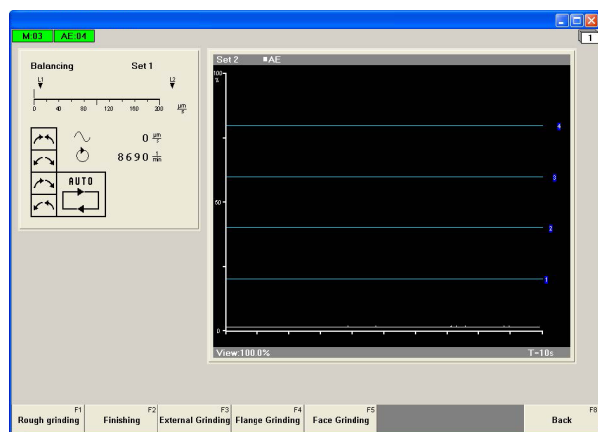 M:03 AE:04
1
Balancing Set 1
L1 L2
0 40 80 120 160 200 µm/s
0 µm/s
8690 1/min
AUTO
Set 2 ■AE
100
%
50
0
4
3
2
1
View:100.0% T=10s
F1 Rough grinding
F2 Finishing
F3 External Grinding
F4 Flange Grinding
F5 Face Grinding
F8 Back